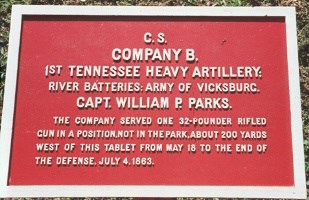 C. S.
COMPANY B.
1ST TENNESSEE HEAVY ARTILLERY;
RIVER BATTERIES: ARMY OF VICKSBURG.
CAPT. WILLIAM P. PARKS.
THE COMPANY SERVED ONE 32-POUNDER RIFLED
GUN IN A POSITION, NOT IN THE PARK, ABOUT 200 YARDS
WEST OF THIS TABLET FROM MAY 18 TO THE END OF
THE DEFENSE, JULY 4, 1863.